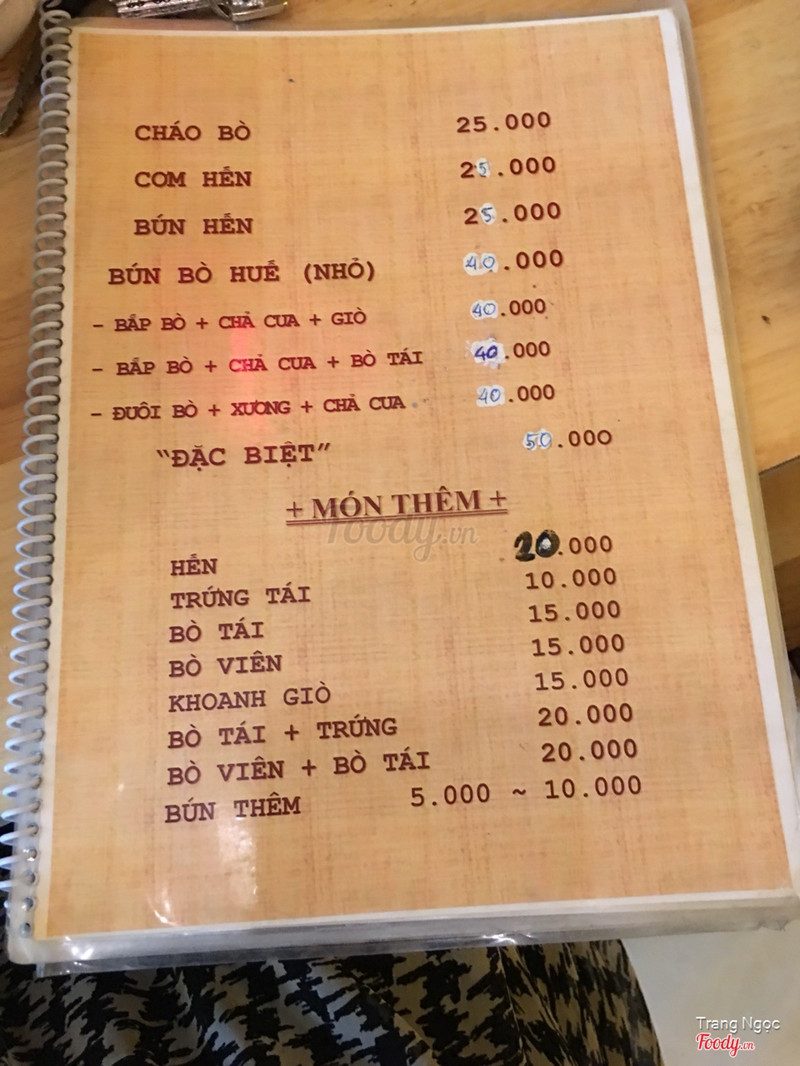 CHÁO BÒ 25.000
CƠM HẾN 25.000
BÚN HẾN 25.000
BÚN BÒ HUẾ (NHỎ) 40.000
- BẮP BÒ + CHẢ CUA + GIÒ 40.000
- BẮP BÒ + CHẢ CUA + BÒ TÁI 40.000
- ĐUÔI BÒ + XƯƠNG + CHẢ CUA 40.000
“ĐẶC BIỆT” 50.000
+ MÓN THÊM +
foody.vn
HẾN 20.000
TRỨNG TÁI 10.000
BÒ TÁI 15.000
BÒ VIÊN 15.000
KHOANH GIÒ 15.000
BÒ TÁI + TRỨNG 20.000
BÒ VIÊN + BÒ TÁI 20.000
BÚN THÊM 5.000 ~ 10.000
Trang Ngọc
Foody.vn